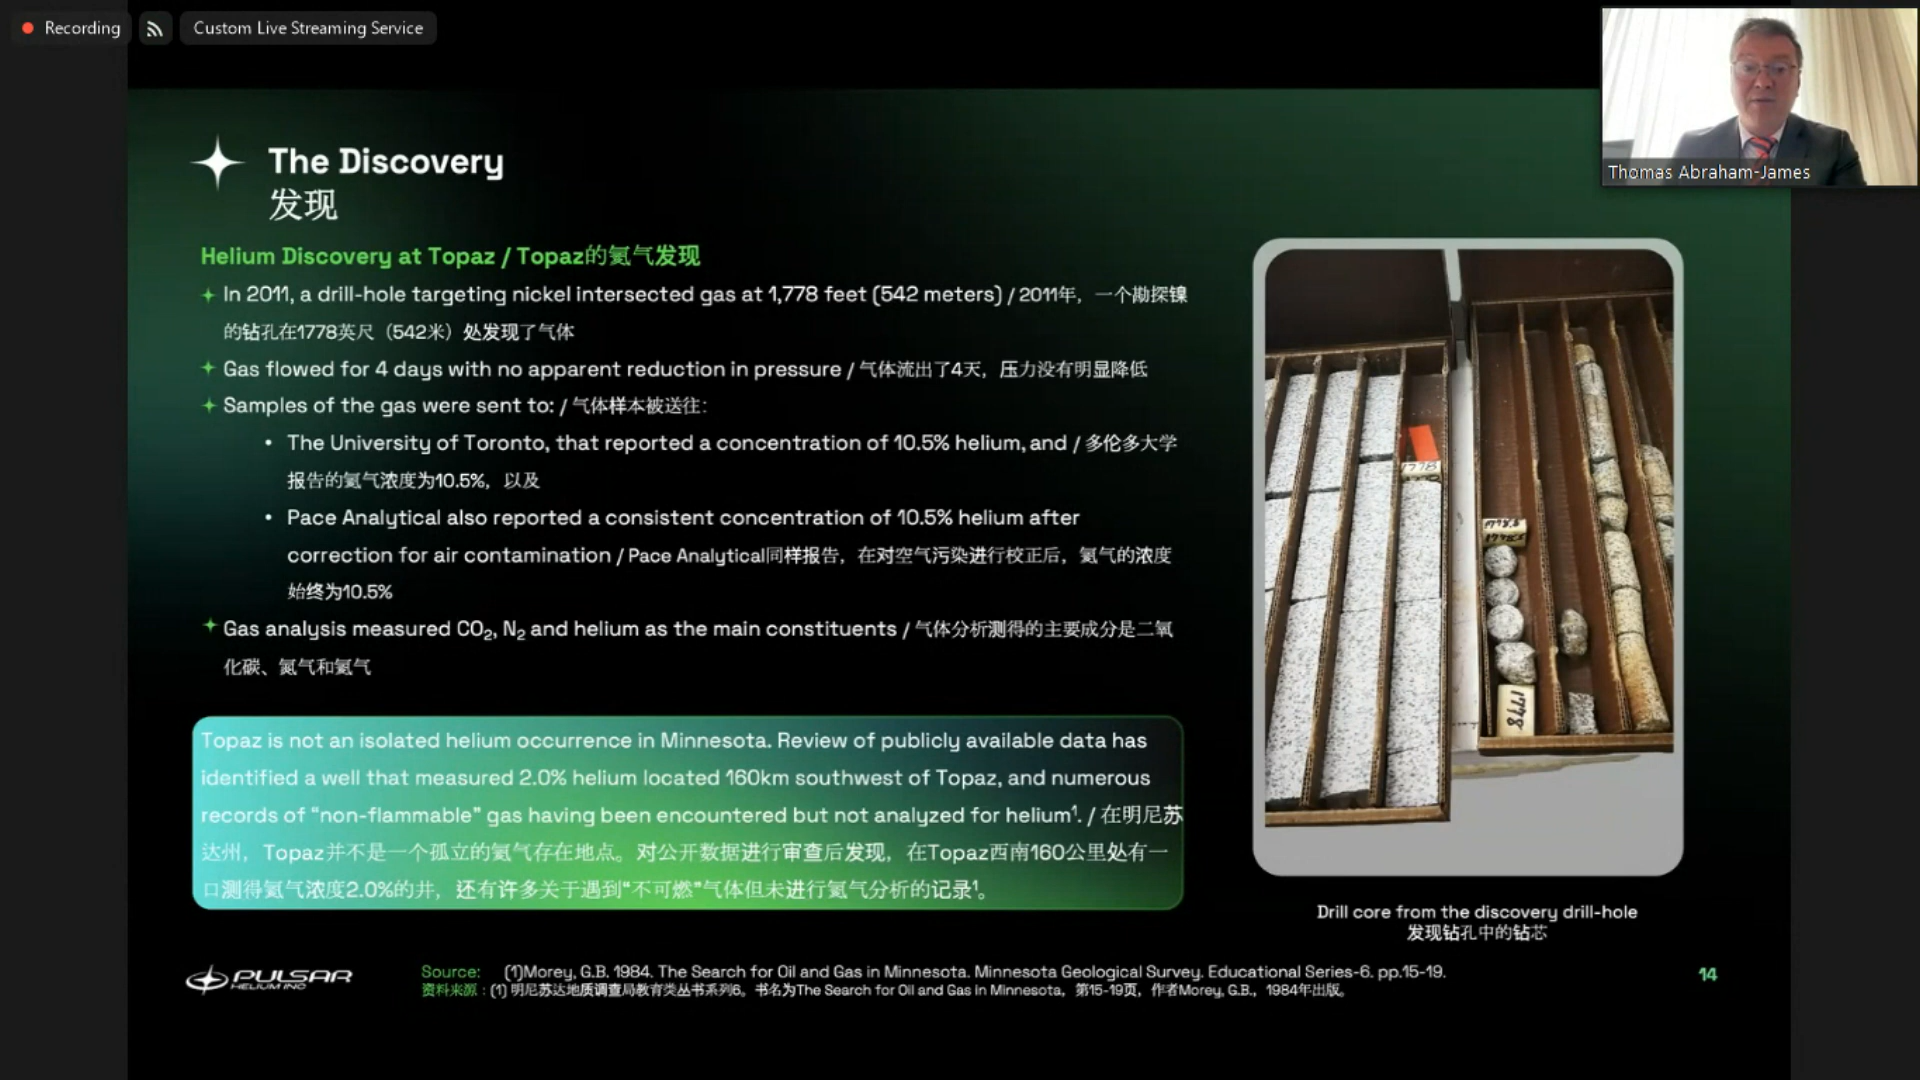 Recording
Custom Live Streaming Service
Thomas Abraham-James
The Discovery
发现
Helium Discovery at Topaz / Topaz的氦气发现
In 2011, a drill-hole targeting nickel intersected gas at 1,778 feet (542 meters) / 2011年，一个勘探镍
的钻孔在1778英尺（542米）处发现了气体
Gas flowed for 4 days with no apparent reduction in pressure / 气体流出了4天，压力没有明显降低
Samples of the gas were sent to: / 气体样本被送往：
• The University of Toronto, that reported a concentration of 10.5% helium, and / 多伦多大学
报告的氦气浓度为10.5%，以及
• Pace Analytical also reported a consistent concentration of 10.5% helium after
correction for air contamination / Pace Analytical同样报告，在对空气污染进行校正后，氦气的浓度
始终为10.5%
Gas analysis measured CO₂, N₂ and helium as the main constituents / 气体分析测得的主要成分是二氧
化碳、氮气和氦气
Topaz is not an isolated helium occurrence in Minnesota. Review of publicly available data has
identified a well that measured 2.0% helium located 160km southwest of Topaz, and numerous
records of “non-flammable” gas having been encountered but not analyzed for helium¹. / 在明尼苏
达州，Topaz并不是一个孤立的氦气存在地点。对公开数据进行审查后发现，在Topaz西南160公里处有一
口测得氦气浓度2.0%的井，还有许多关于遇到“不可燃”气体但未进行氦气分析的记录¹。
1778
1778
Drill core from the discovery drill-hole
发现钻孔中的钻芯
PULSAR
HELIUM INC
Source: (1)Morey, G.B. 1984. The Search for Oil and Gas in Minnesota. Minnesota Geological Survey. Educational Series-6. pp.15-19.
资料来源：(1) 明尼苏达地质调查局教育类丛书系列6。书名为The Search for Oil and Gas in Minnesota，第15-19页，作者Morey, G.B.，1984年出版。
14